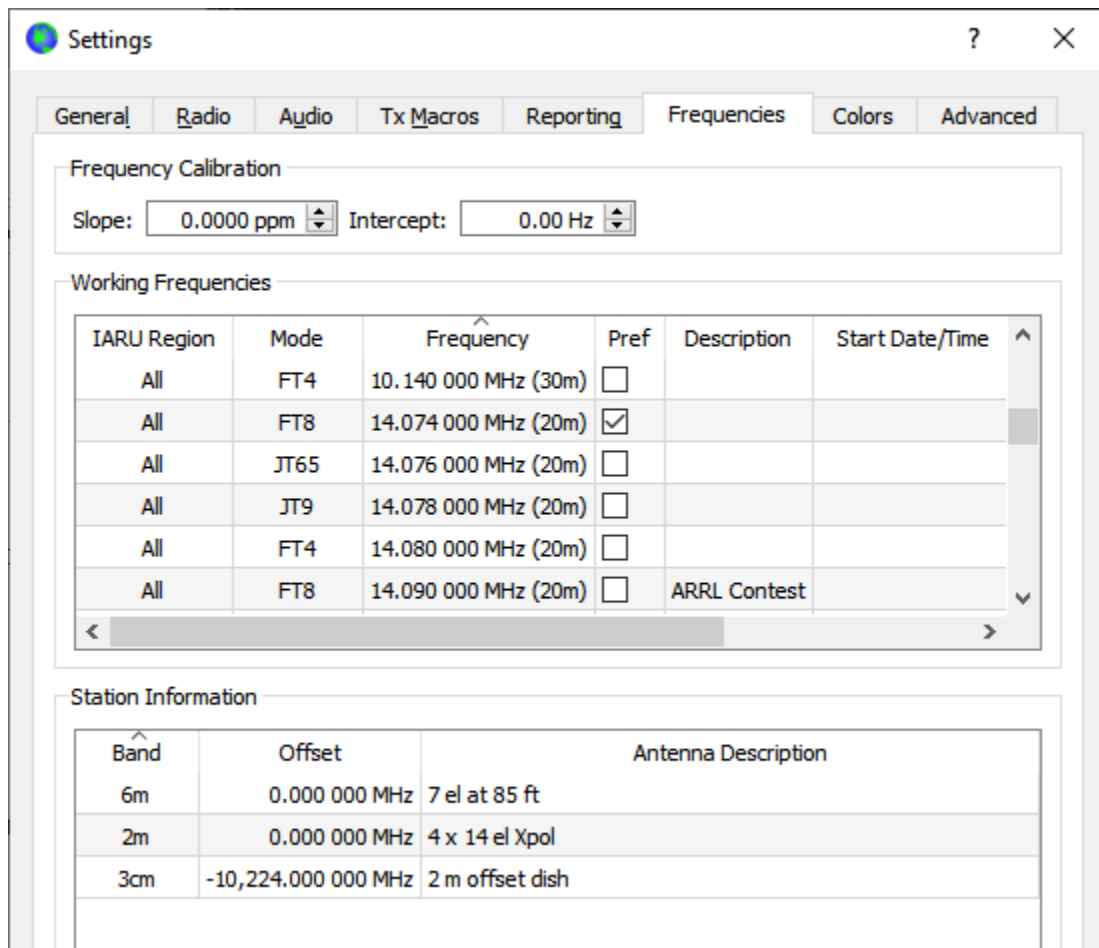 Settings ?
General Radio Audio Tx Macros Reporting Frequencies Colors Advanced
Frequency Calibration
Slope: 0.0000 ppm Intercept: 0.00 Hz
Working Frequencies
IARU Region Mode Frequency Pref Description Start Date/Time
All FT4 10.140 000 MHz (30m)
All FT8 14.074 000 MHz (20m)
All JT65 14.076 000 MHz (20m)
All JT9 14.078 000 MHz (20m)
All FT4 14.080 000 MHz (20m)
All FT8 14.090 000 MHz (20m) ARRL Contest
Station Information
Band Offset Antenna Description
6m 0.000 000 MHz 7 el at 85 ft
2m 0.000 000 MHz 4 x 14 el Xpol
3cm -10,224.000 000 MHz 2 m offset dish